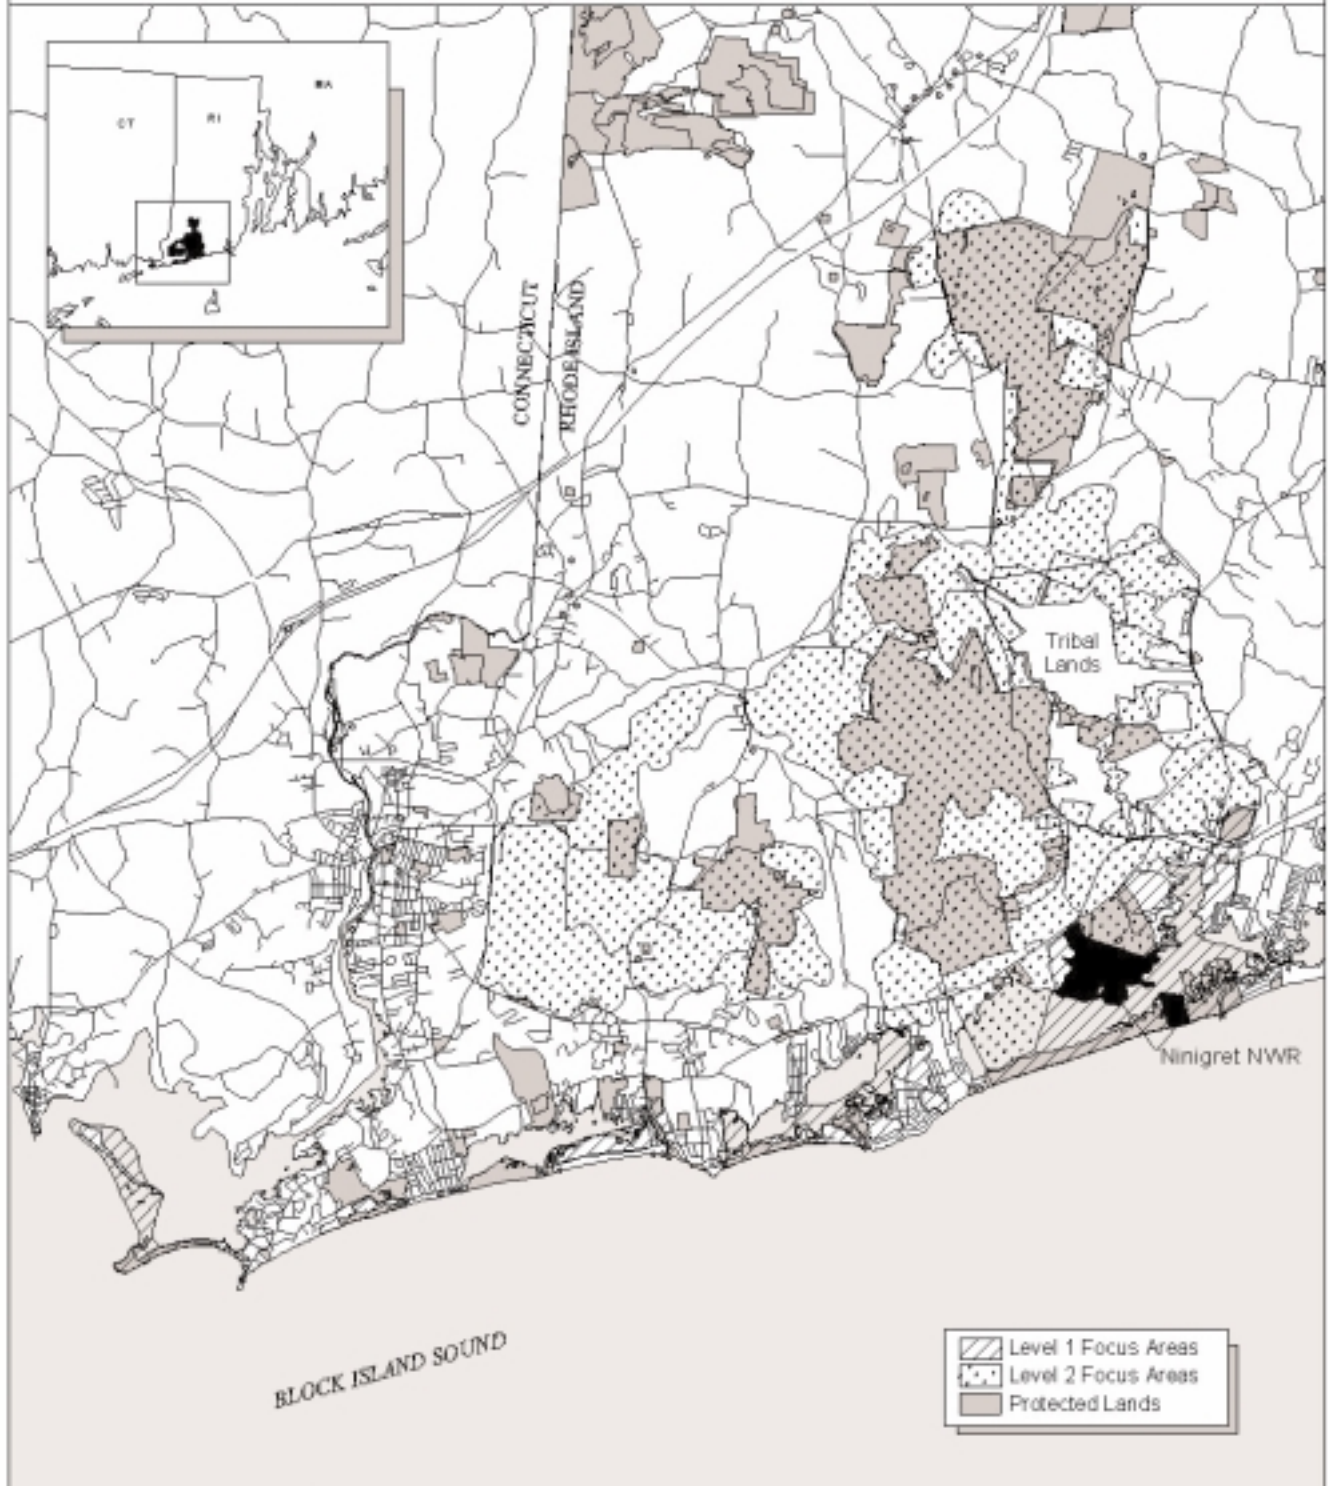 MA
CT
RI
CONNECTICUT
RHODE ISLAND
Tribal
Lands
Ninigret NWR
BLOCK ISLAND SOUND
Level 1 Focus Areas
Level 2 Focus Areas
Protected Lands